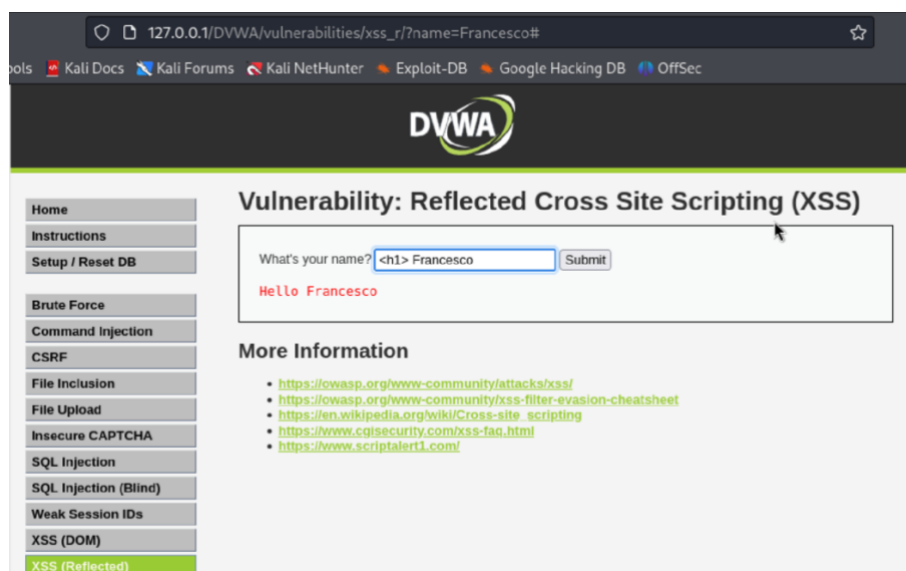 127.0.0.1/DVWA/vulnerabilities/xss_r/?name=Francesco#
ools Kali Docs Kali Forums Kali NetHunter Exploit-DB Google Hacking DB OffSec
DVWA
Vulnerability: Reflected Cross Site Scripting (XSS)
Home
Instructions
Setup / Reset DB
Brute Force
Command Injection
CSRF
File Inclusion
File Upload
Insecure CAPTCHA
SQL Injection
SQL Injection (Blind)
Weak Session IDs
XSS (DOM)
XSS (Reflected)
What's your name? <h1> Francesco Submit
Hello Francesco
More Information
• https://owasp.org/www-community/attacks/xss/
• https://owasp.org/www-community/xss-filter-evasion-cheatsheet
• https://en.wikipedia.org/wiki/Cross-site_scripting
• https://www.cgisecurity.com/xss-faq.html
• https://www.scriptalert1.com/